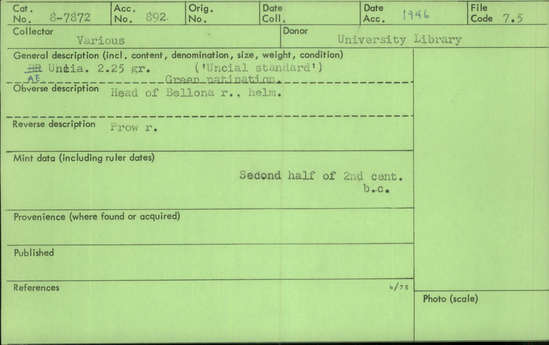 Cat. No. 8-7872 Acc. No. 892. Orig. No. Date Coll. Date Acc. 1946 File Code 7.5
Collector Various Donor University Library
General description (incl. content, denomination, size, weight, condition)
AE Uncia. 2.25 gr. ('Uncial standard')
Green patination.
Obverse description Head of Bellona r., helm.
Reverse description Prow r.
Mint data (including ruler dates)
Sedond half of 2nd cent.
b.c.
Provenience (where found or acquired)
Published
References 4/78
Photo (scale)